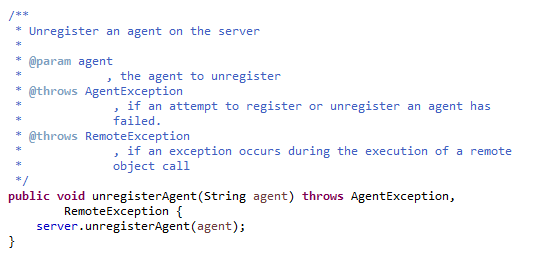 /**
 * Unregister an agent on the server
 *
 * @param agent
 *            , the agent to unregister
 * @throws AgentException
 *             , if an attempt to register or unregister an agent has
 *             failed.
 * @throws RemoteException
 *             , if an exception occurs during the execution of a remote
 *             object call
 */
public void unregisterAgent(String agent) throws AgentException,
        RemoteException {
    server.unregisterAgent(agent);
}